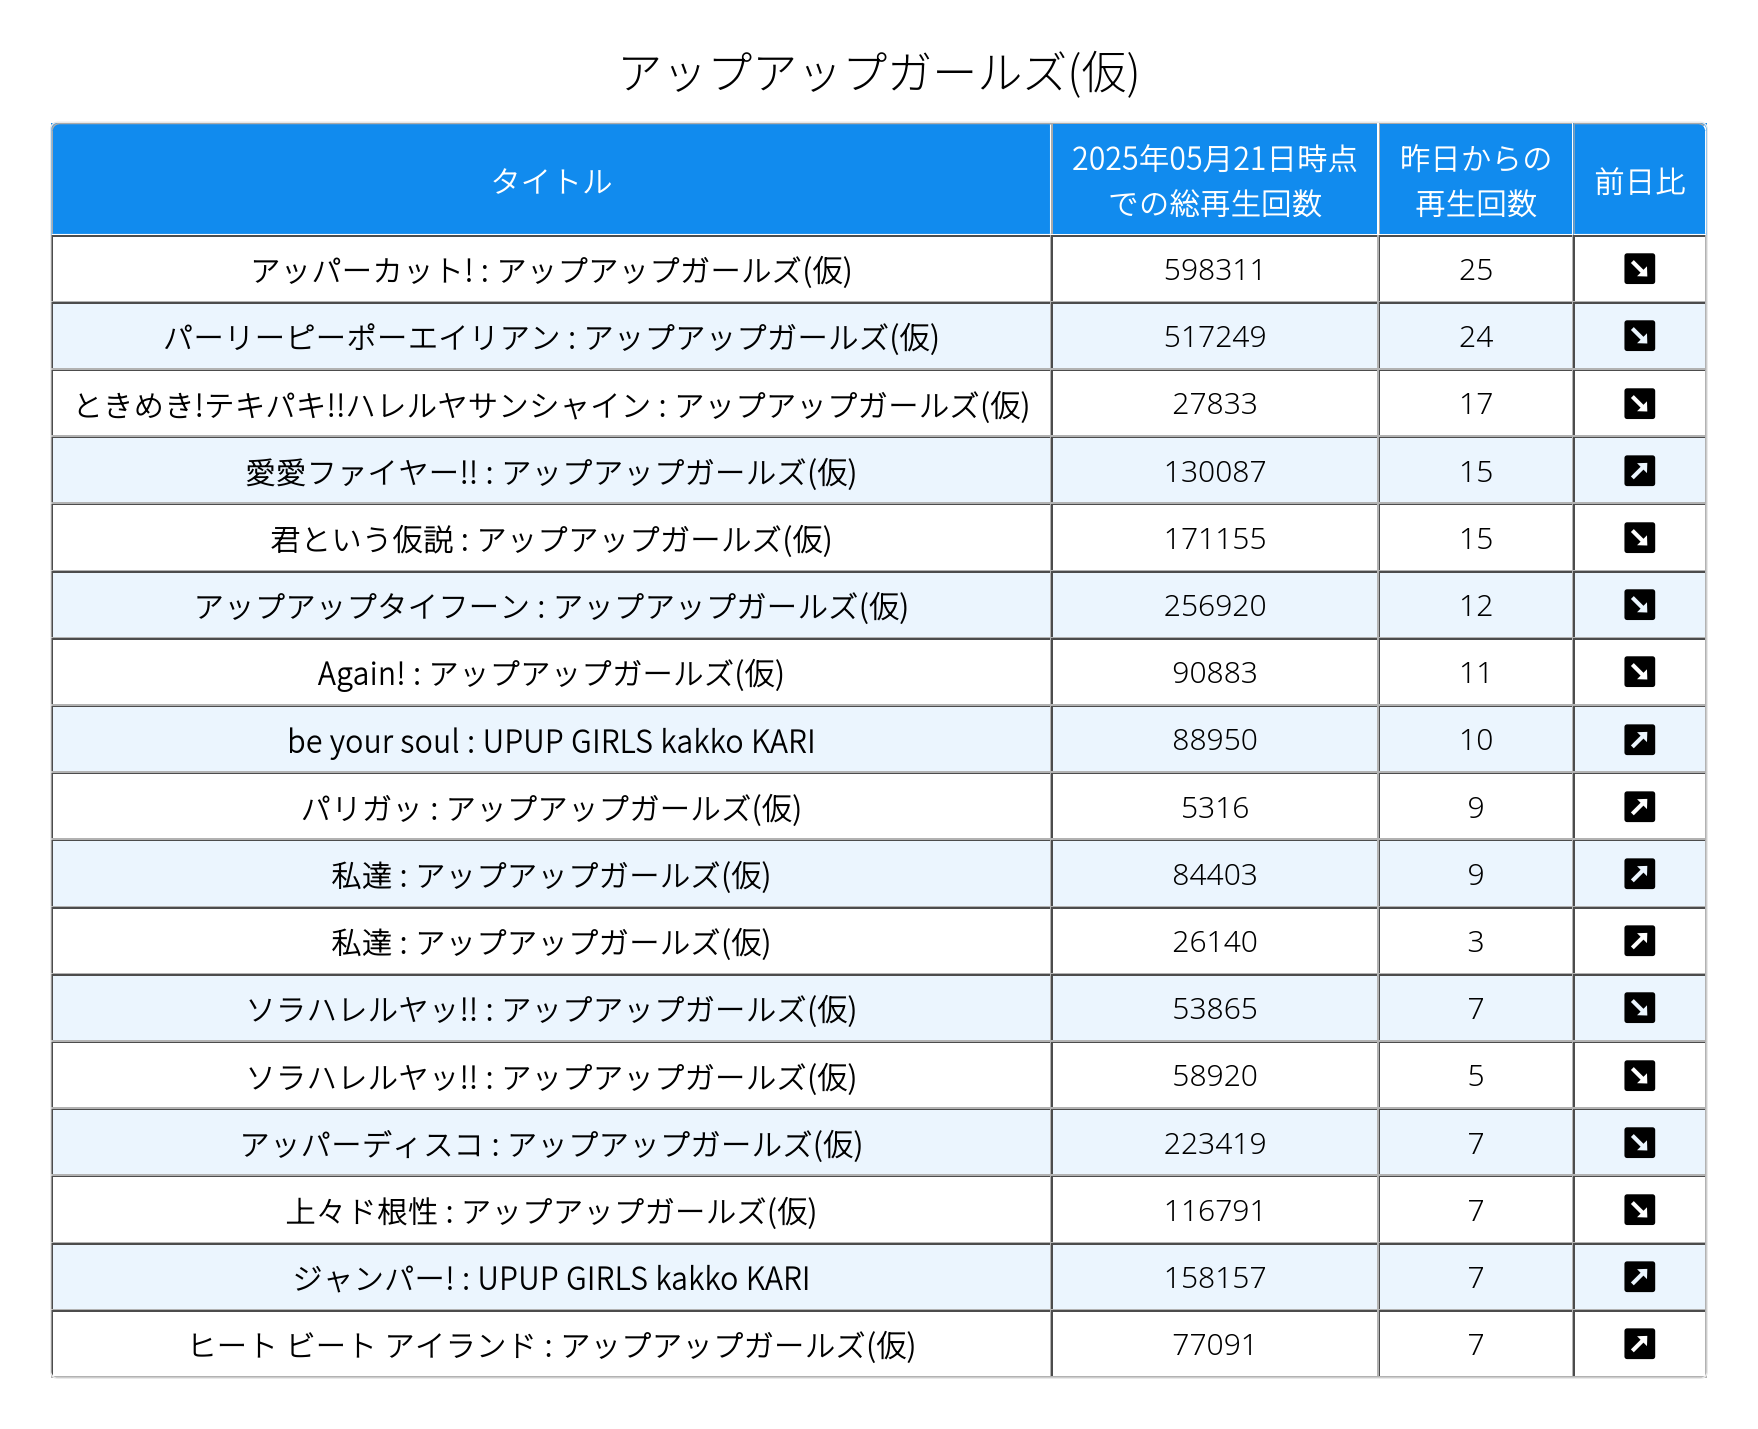 アップアップガールズ(仮)
タイトル 2025年05月21日時点での総再生回数 昨日からの再生回数 前日比
アッパーカット! : アップアップガールズ(仮) 598311 25 ↘
パーリーピーポーエイリアン : アップアップガールズ(仮) 517249 24 ↘
ときめき!テキパキ!!ハレルヤサンシャイン : アップアップガールズ(仮) 27833 17 ↘
愛愛ファイヤー!! : アップアップガールズ(仮) 130087 15 ↗
君という仮説 : アップアップガールズ(仮) 171155 15 ↘
アップアップタイフーン : アップアップガールズ(仮) 256920 12 ↘
Again! : アップアップガールズ(仮) 90883 11 ↘
be your soul : UPUP GIRLS kakko KARI 88950 10 ↗
パリガッ : アップアップガールズ(仮) 5316 9 ↗
私達 : アップアップガールズ(仮) 84403 9 ↗
私達 : アップアップガールズ(仮) 26140 3 ↗
ソラハレルヤッ!! : アップアップガールズ(仮) 53865 7 ↘
ソラハレルヤッ!! : アップアップガールズ(仮) 58920 5 ↘
アッパーディスコ : アップアップガールズ(仮) 223419 7 ↘
上々ド根性 : アップアップガールズ(仮) 116791 7 ↘
ジャンパー! : UPUP GIRLS kakko KARI 158157 7 ↗
ヒート ビート アイランド : アップアップガールズ(仮) 77091 7 ↗